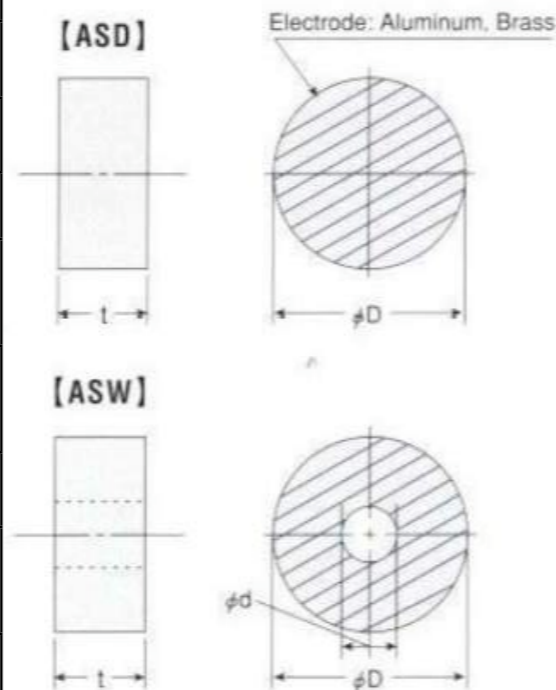 【ASD】
Electrode: Aluminum, Brass
t
φD
【ASW】
φd
t
φD